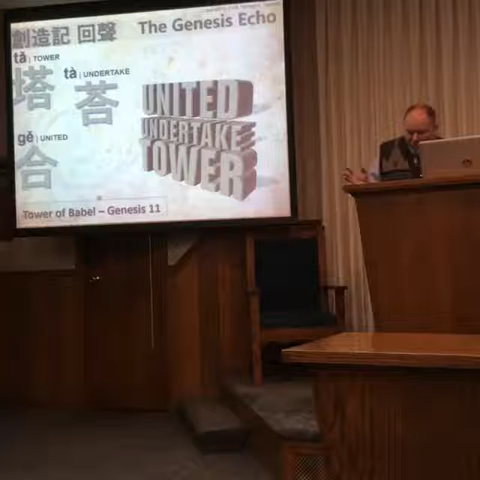 創造記 回聲
The Genesis Echo
tǎ | TOWER
塔
tà | UNDERTAKE
荅
gě | UNITED
合
UNITED
UNDERTAKE
TOWER
Tower of Babel – Genesis 11